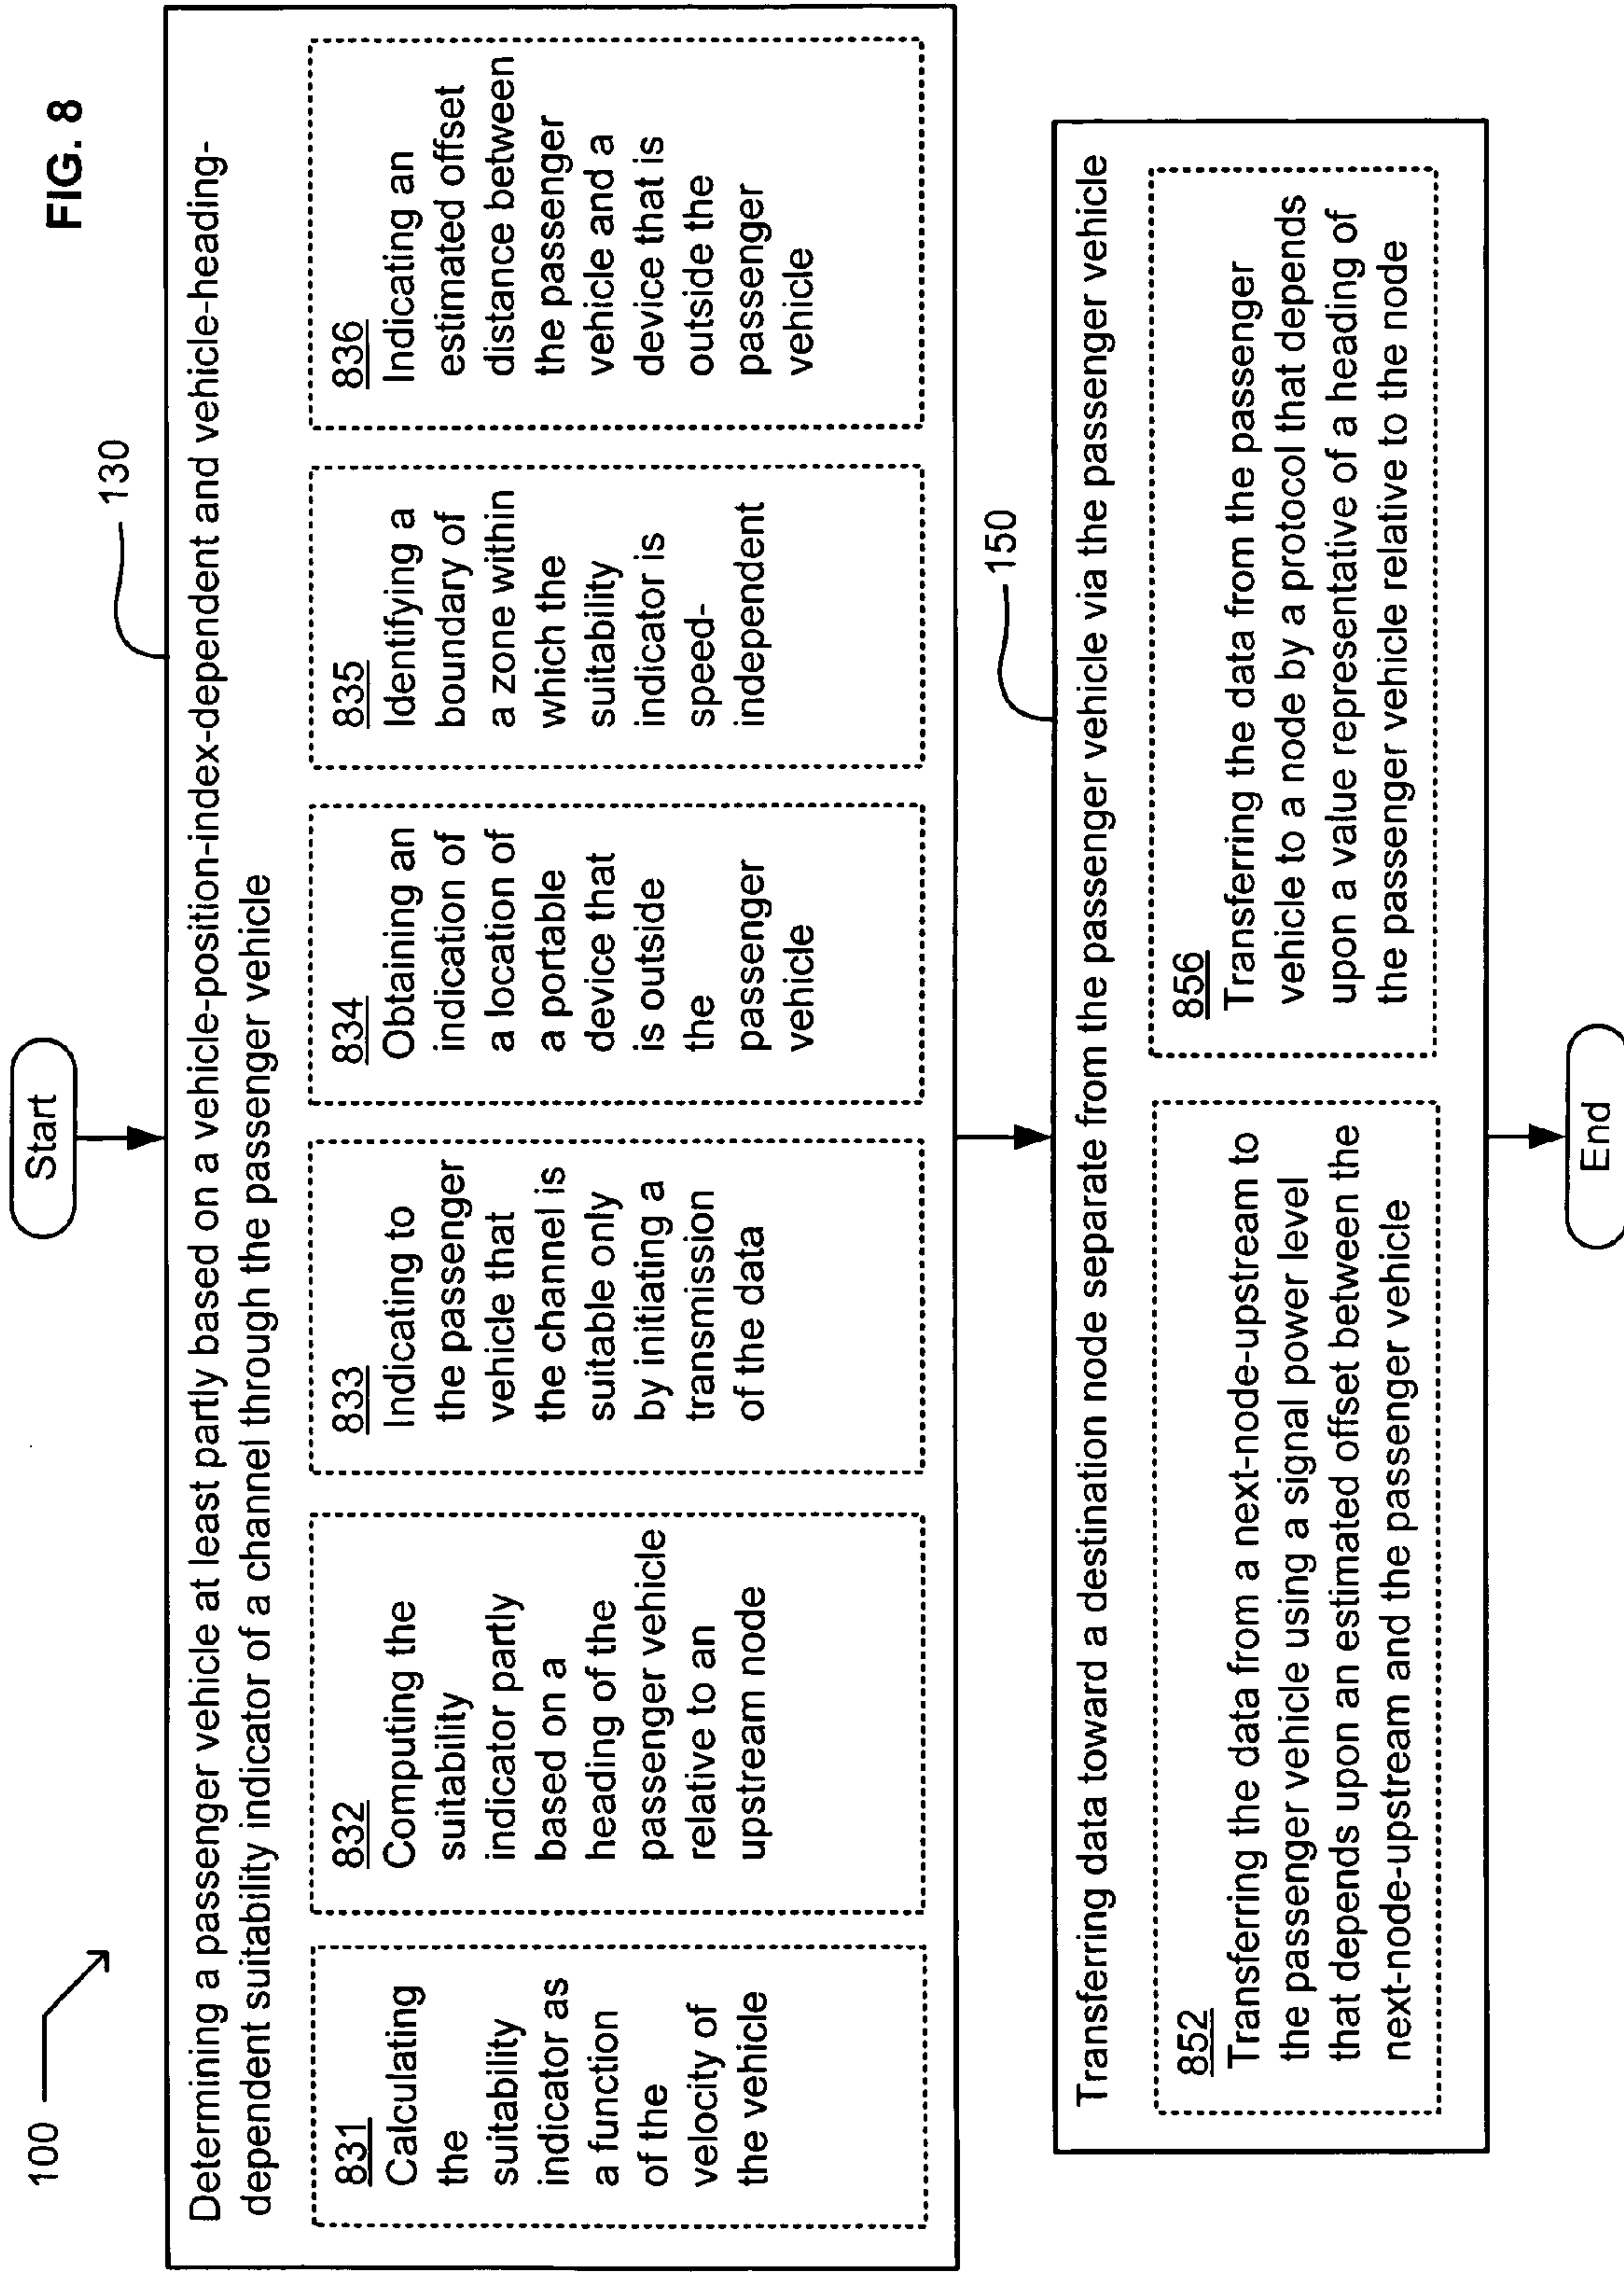 FIG. 8
100
Start
130
Determining a passenger vehicle at least partly based on a vehicle-position-index-dependent and vehicle-heading-
dependent suitability indicator of a channel through the passenger vehicle
831
Calculating
the
suitability
indicator as
a function
of the
velocity of
the vehicle
832
Computing the
suitability
indicator partly
based on a
heading of the
passenger vehicle
relative to an
upstream node
833
Indicating to
the passenger
vehicle that
the channel is
suitable only
by initiating a
transmission
of the data
834
Obtaining an
indication of
a location of
a portable
device that
is outside
the
passenger
vehicle
835
Identifying a
boundary of
a zone within
which the
suitability
indicator is
speed-
independent
836
Indicating an
estimated offset
distance between
the passenger
vehicle and a
device that is
outside the
passenger
vehicle
150
Transferring data toward a destination node separate from the passenger vehicle via the passenger vehicle
852
Transferring the data from a next-node-upstream to
the passenger vehicle using a signal power level
that depends upon an estimated offset between the
next-node-upstream and the passenger vehicle
856
Transferring the data from the passenger
vehicle to a node by a protocol that depends
upon a value representative of a heading of
the passenger vehicle relative to the node
End